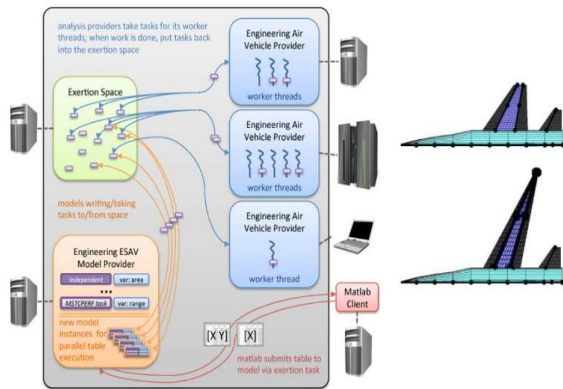 analysis providers take tasks for its worker
threads; when work is done, put tasks back
into the exertion space
Engineering Air
Vehicle Provider
worker threads
Exertion Space
Engineering Air
Vehicle Provider
worker threads
models writing/taking
tasks to/from space
Engineering Air
Vehicle Provider
worker thread
Engineering ESAV
Model Provider
Independent
var: area
...
MSTCPERF task
var: range
new model
instances for
parallel table
execution
Matlab
Client
[X Y]
[X]
matlab submits table to
model via exertion task